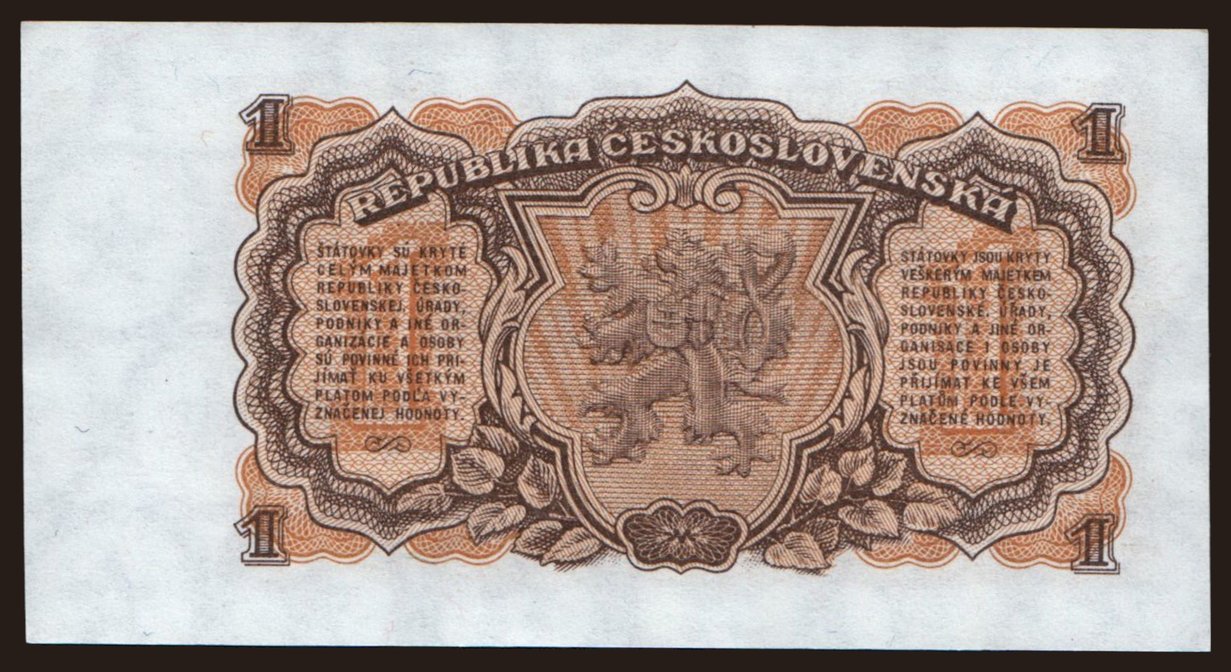 1
1
REPUBLIKA ČESKOSLOVENSKÁ
ŠTÁTOVKY SÚ KRYTÉ
CELÝM MAJETKOM
REPUBLIKY ČESKO-
SLOVENSKEJ. ÚRADY,
PODNIKY A INÉ OR-
GANIZÁCIE A OSOBY
SÚ POVINNÉ ICH PRI-
JÍMAŤ KU VŠETKÝM
PLATOM PODĽA VY-
ZNAČENEJ HODNOTY.
STÁTOVKY JSOU KRYTY
VEŠKERÝM MAJETKEM
REPUBLIKY ČESKO-
SLOVENSKÉ. ÚŘADY,
PODNIKY A JINÉ OR-
GANISACE I OSOBY
JSOU POVINNY JE
PŘIJÍMAT KE VŠEM
PLATŮM PODLE VY-
ZNAČENÉ HODNOTY.
1
1
1
1